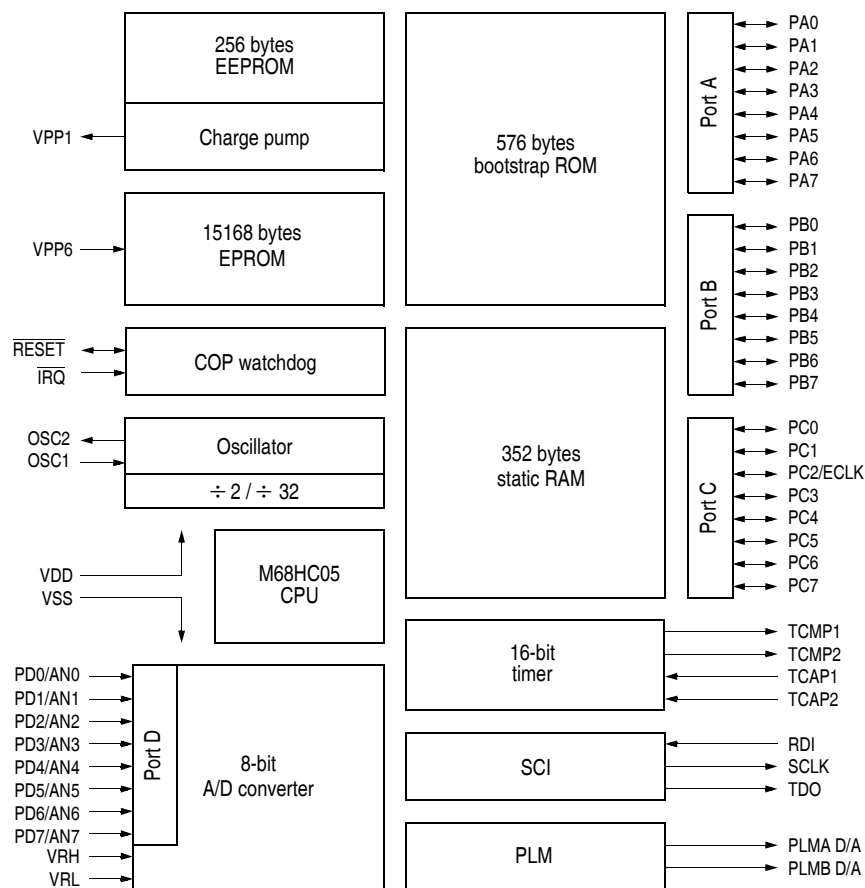 256 bytes
EEPROM
Charge pump
VPP1
15168 bytes
EPROM
VPP6
RESET
IRQ
COP watchdog
OSC2
OSC1
Oscillator
÷ 2 / ÷ 32
VDD
VSS
M68HC05
CPU
PD0/AN0
PD1/AN1
PD2/AN2
PD3/AN3
PD4/AN4
PD5/AN5
PD6/AN6
PD7/AN7
VRH
VRL
Port D
8-bit
A/D converter
576 bytes
bootstrap ROM
352 bytes
static RAM
16-bit
timer
SCI
PLM
Port A
PA0
PA1
PA2
PA3
PA4
PA5
PA6
PA7
Port B
PB0
PB1
PB2
PB3
PB4
PB5
PB6
PB7
Port C
PC0
PC1
PC2/ECLK
PC3
PC4
PC5
PC6
PC7
TCMP1
TCMP2
TCAP1
TCAP2
RDI
SCLK
TDO
PLMA D/A
PLMB D/A